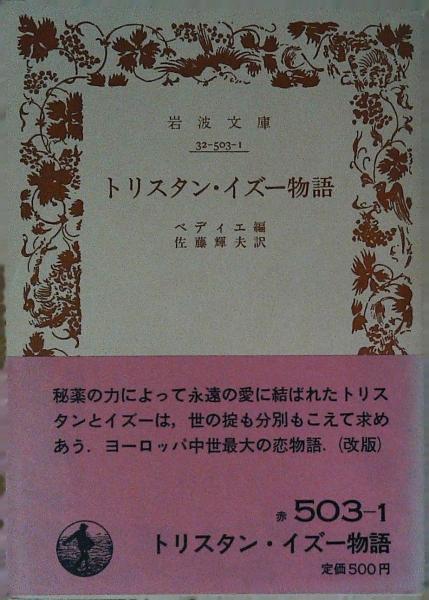 岩波文庫
32-503-1
トリスタン・イズー物語
ベディエ編
佐藤輝夫訳
秘薬の力によって永遠の愛に結ばれたトリス
タンとイズーは，世の掟も分別もこえて求め
あう．ヨーロッパ中世最大の恋物語．（改版）
赤 503-1
トリスタン・イズー物語
定価500円